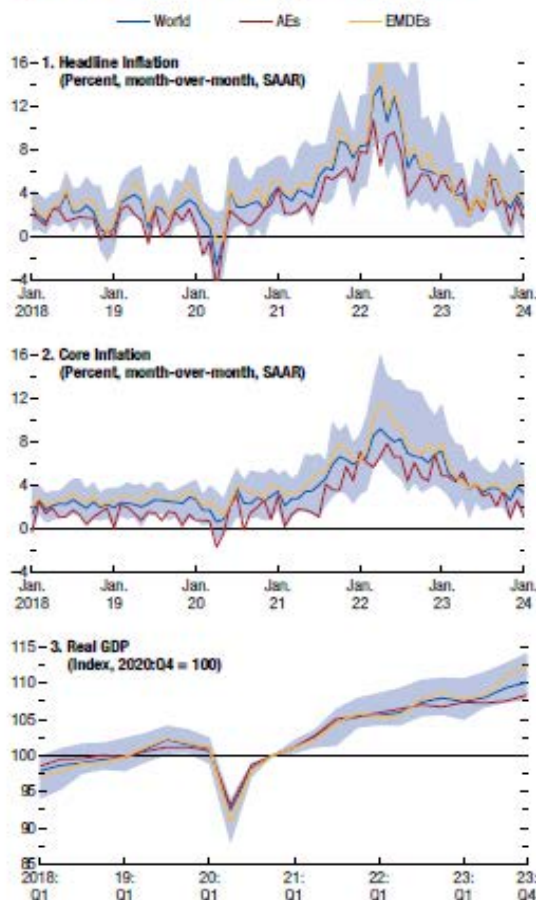 World AEs EMDEs
1. Headline Inflation
(Percent, month-over-month, SAAR)
16
12
8
4
0
−4
Jan. Jan. Jan. Jan. Jan. Jan. Jan.
2018 19 20 21 22 23 24
2. Core Inflation
(Percent, month-over-month, SAAR)
16
12
8
4
0
−4
Jan. Jan. Jan. Jan. Jan. Jan. Jan.
2018 19 20 21 22 23 24
3. Real GDP
(Index, 2020:Q4 = 100)
115
110
105
100
95
90
85
2018: 19: 20: 21: 22: 23: 23:
Q1 Q1 Q1 Q1 Q1 Q1 Q4